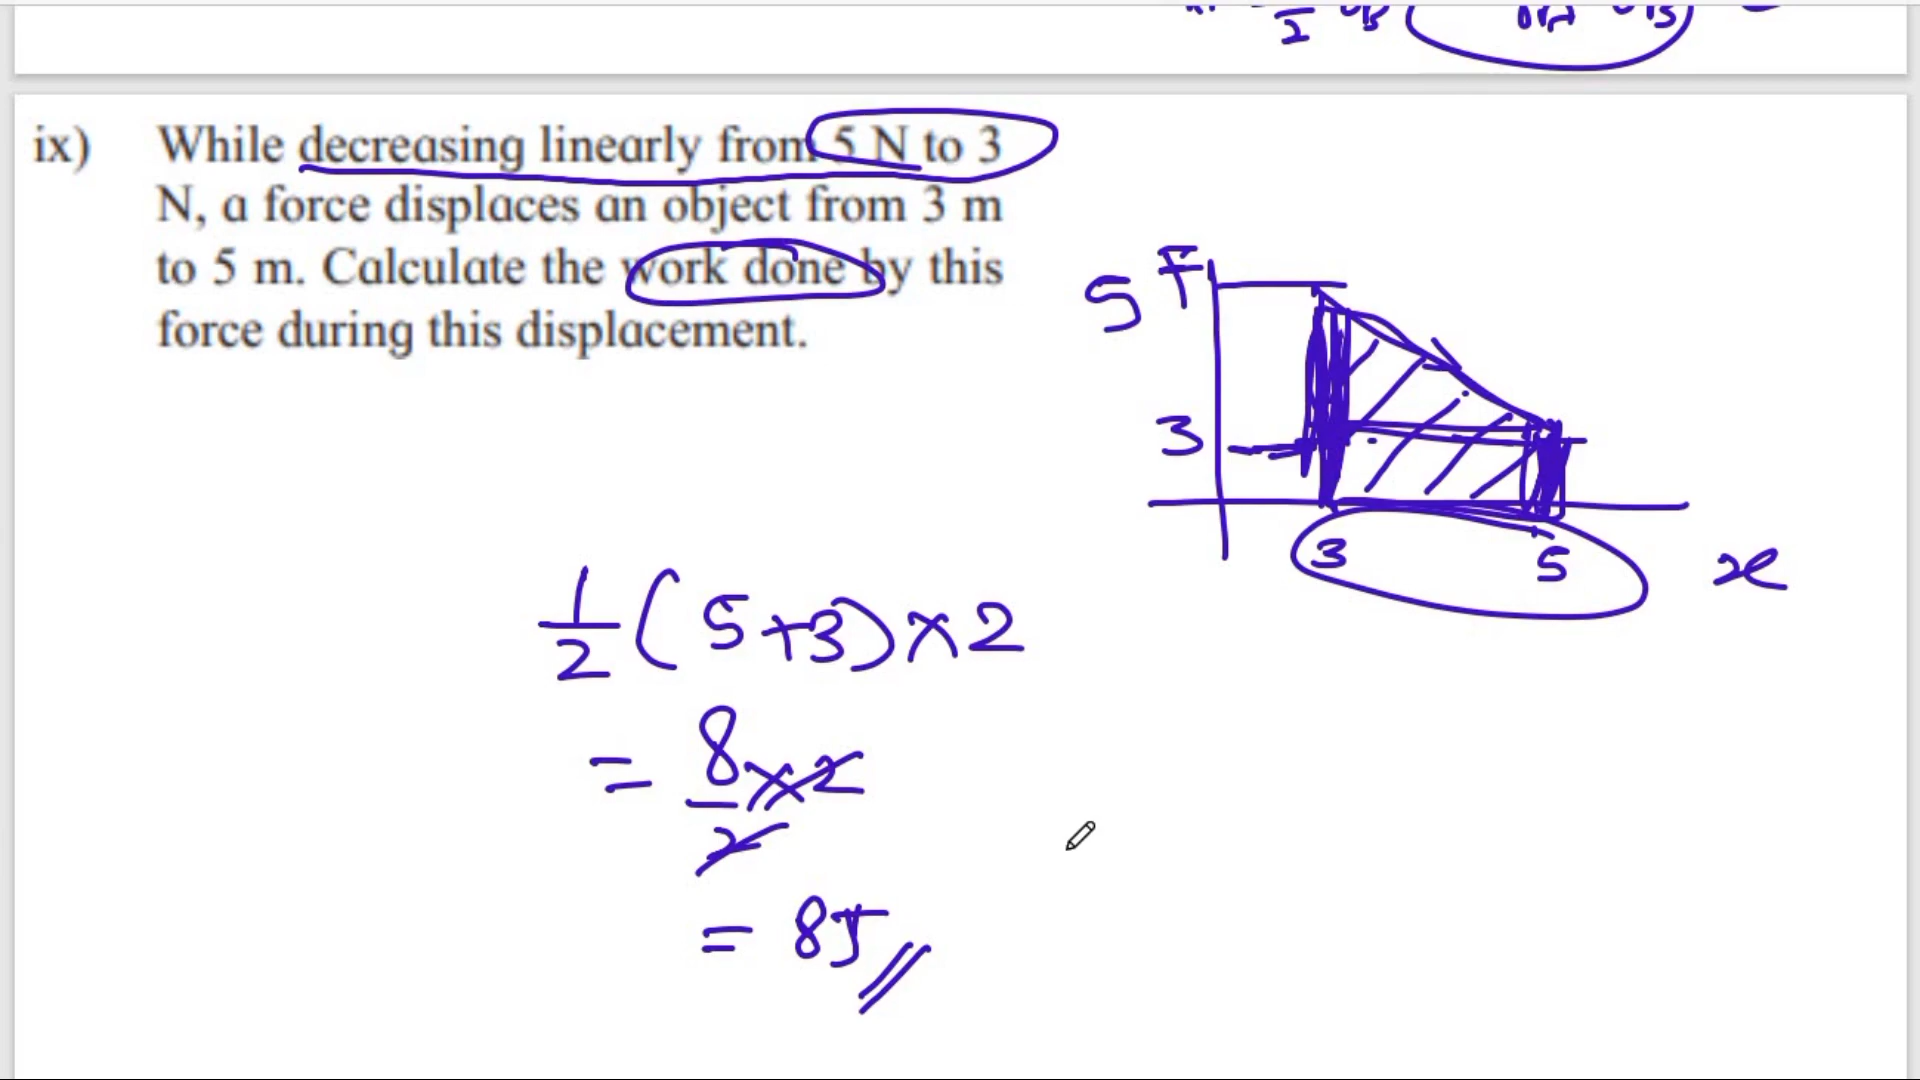 2
ix) While decreasing linearly from 5 N to 3
N, a force displaces an object from 3 m
to 5 m. Calculate the work done by this
force during this displacement.
5 F
3
3 5 x
1/2 (5+3) × 2
= 8×2
2
= 8J